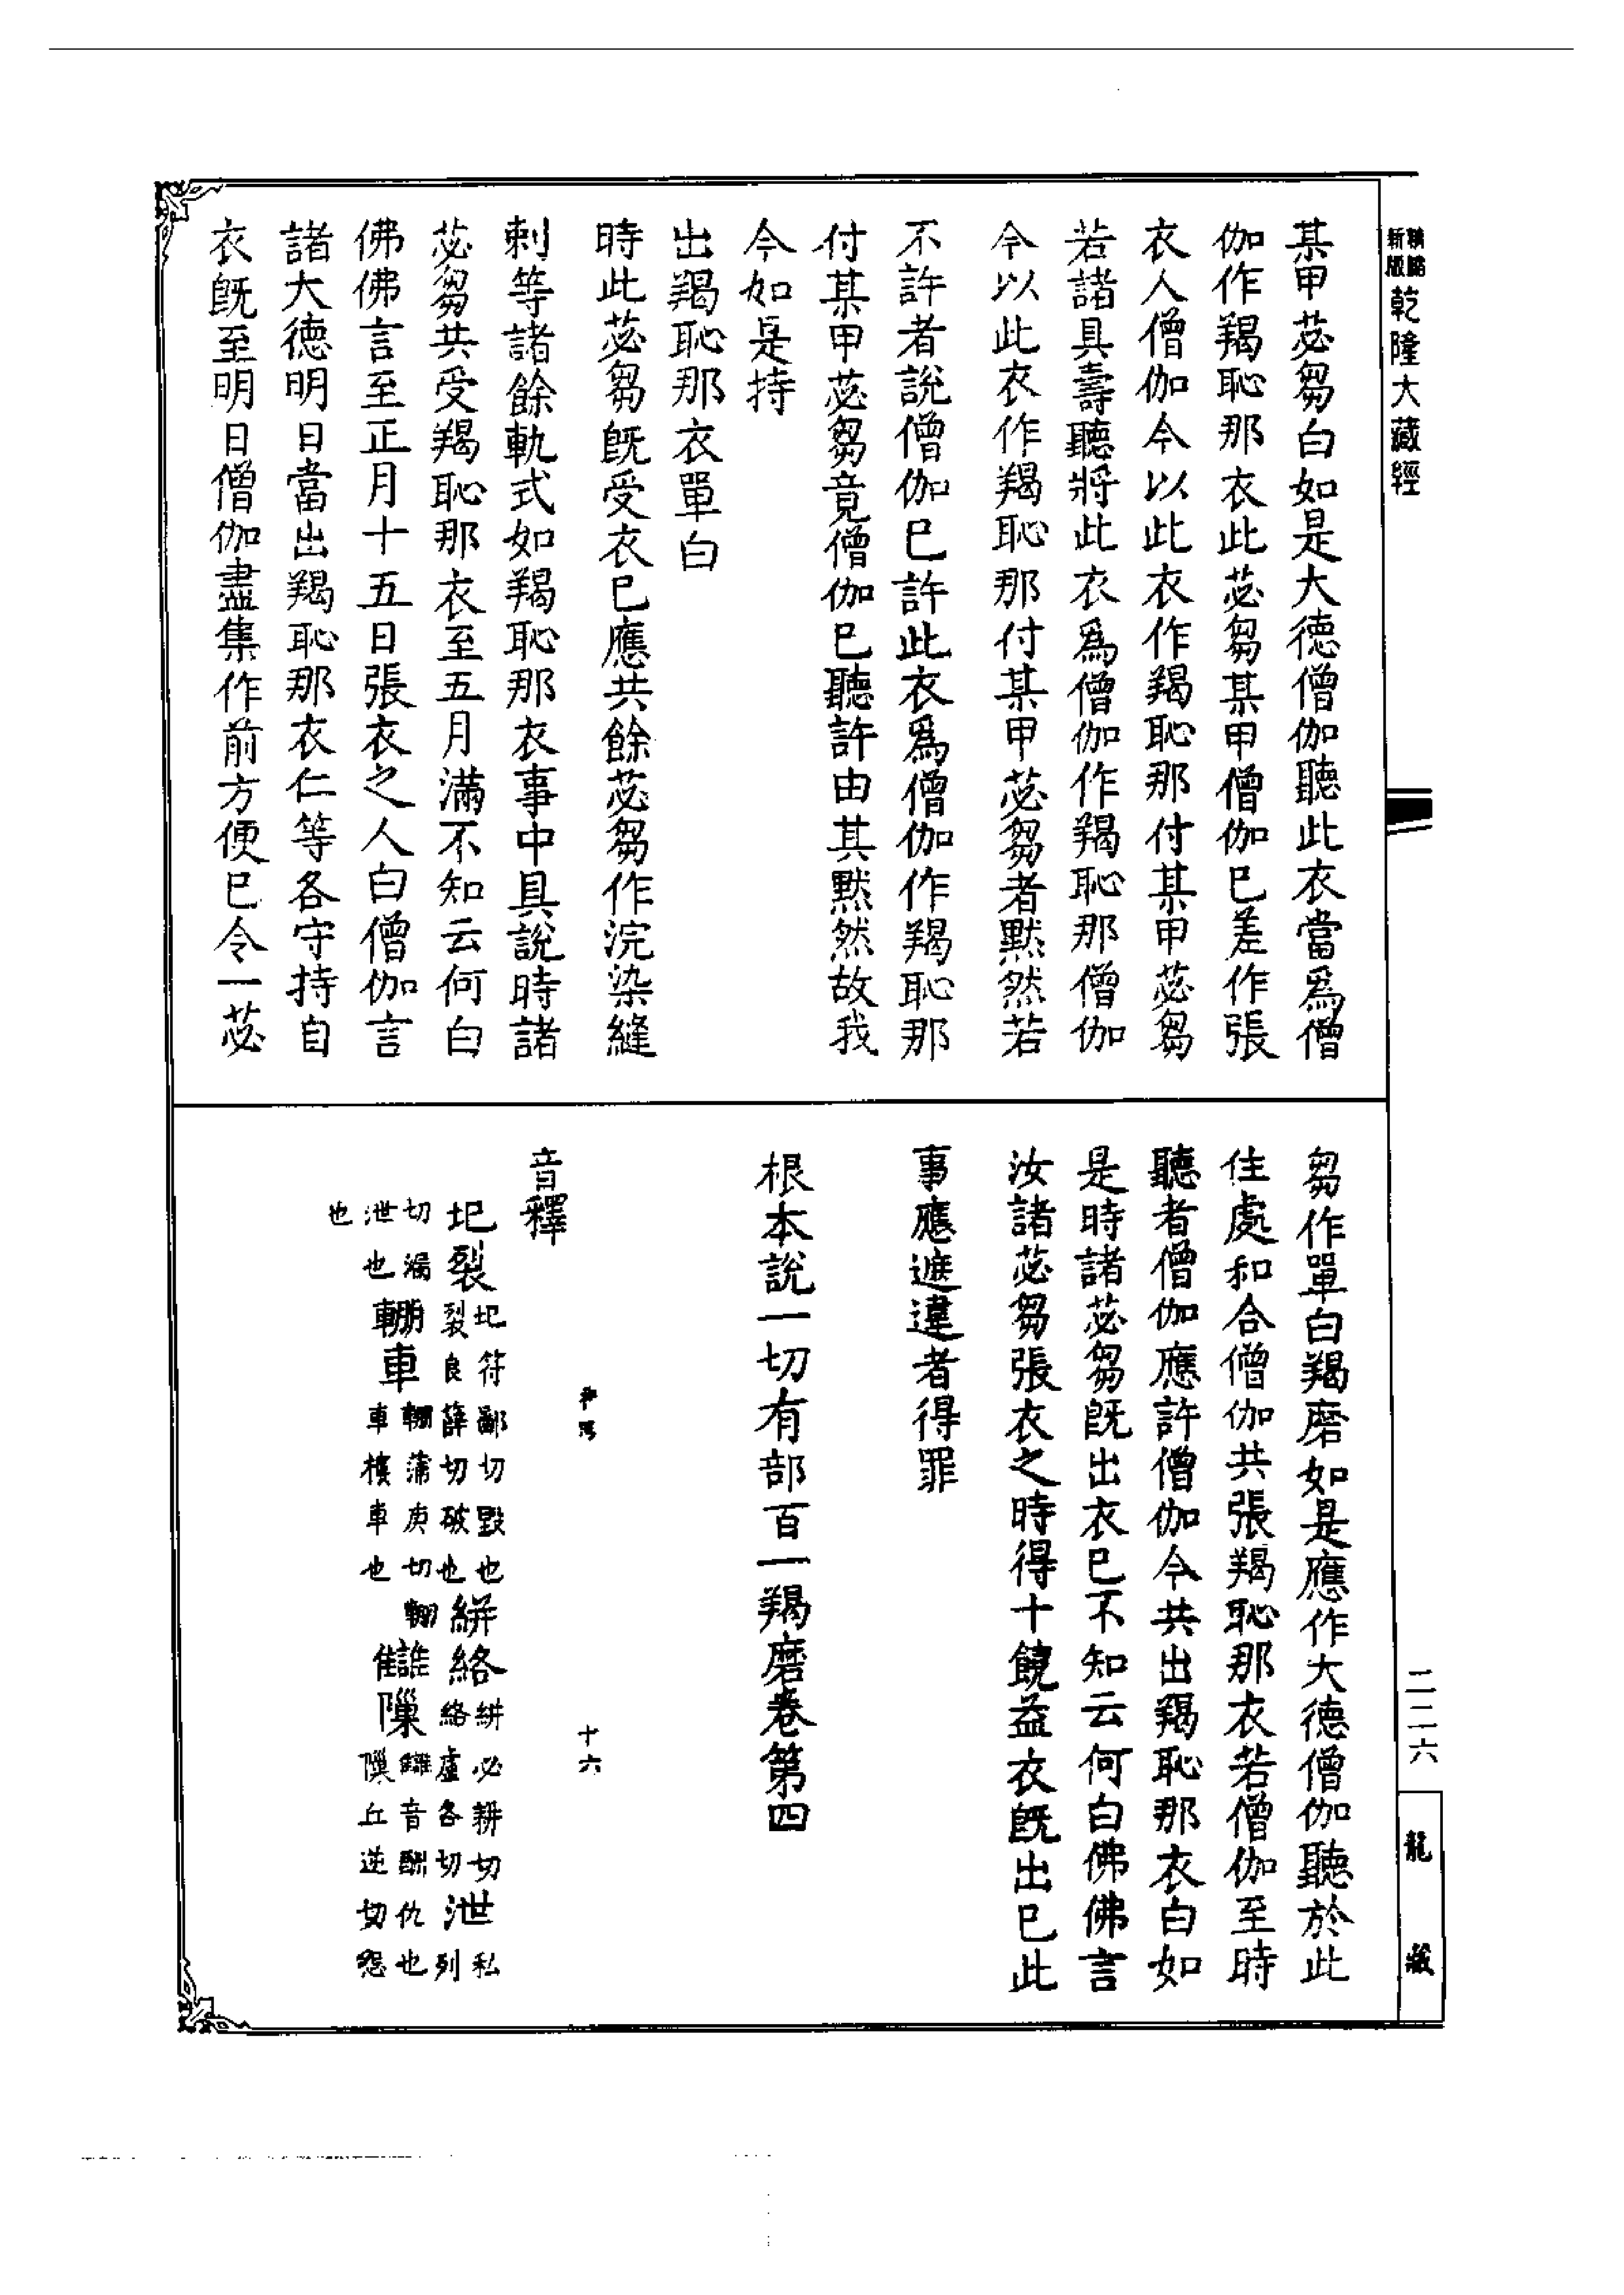 新版
精縮
乾隆大藏經
某甲苾芻白如是大德僧伽聽此衣當爲僧
伽作羯恥那衣此苾芻某甲僧伽已差作張
衣人僧伽今以此衣作羯恥那付某甲苾芻
若諸具壽聽將此衣爲僧伽作羯恥那僧伽
今以此衣作羯恥那付某甲苾芻者黙然若
不許者說僧伽已許此衣爲僧伽作羯恥那
付某甲苾芻竟僧伽已聽許由其黙然故我
今如是持
出羯恥那衣單白
時此苾芻旣受衣已應共餘苾芻作浣染縫
刺等諸餘軌式如羯恥那衣事中具說時諸
苾芻共受羯恥那衣至五月滿不知云何白
佛佛言至正月十五日張衣之人白僧伽言
諸大德明日當出羯恥那衣仁等各守持自
衣旣至明日僧伽盡集作前方便已令一苾
芻作單白羯磨如是應作大德僧伽聽於此
住處和合僧伽共張羯恥那衣若僧伽至時
聽者僧伽應許僧伽今共出羯恥那衣白如
是時諸苾芻旣出衣已不知云何白佛佛言
汝諸苾芻張衣之時得十饒益衣旣出已此
事應遮違者得罪
根本說一切有部百一羯磨卷第四
十六
音釋
圮裂圮符鄙切毀也裂良薛切破也絣絡絣必耕切絡盧各切泄私列
切漏泄也輣車輣蒲庚切輣車樓車也讎隟讎音酬仇也隟丘逆切怨
也
二二六
龍藏